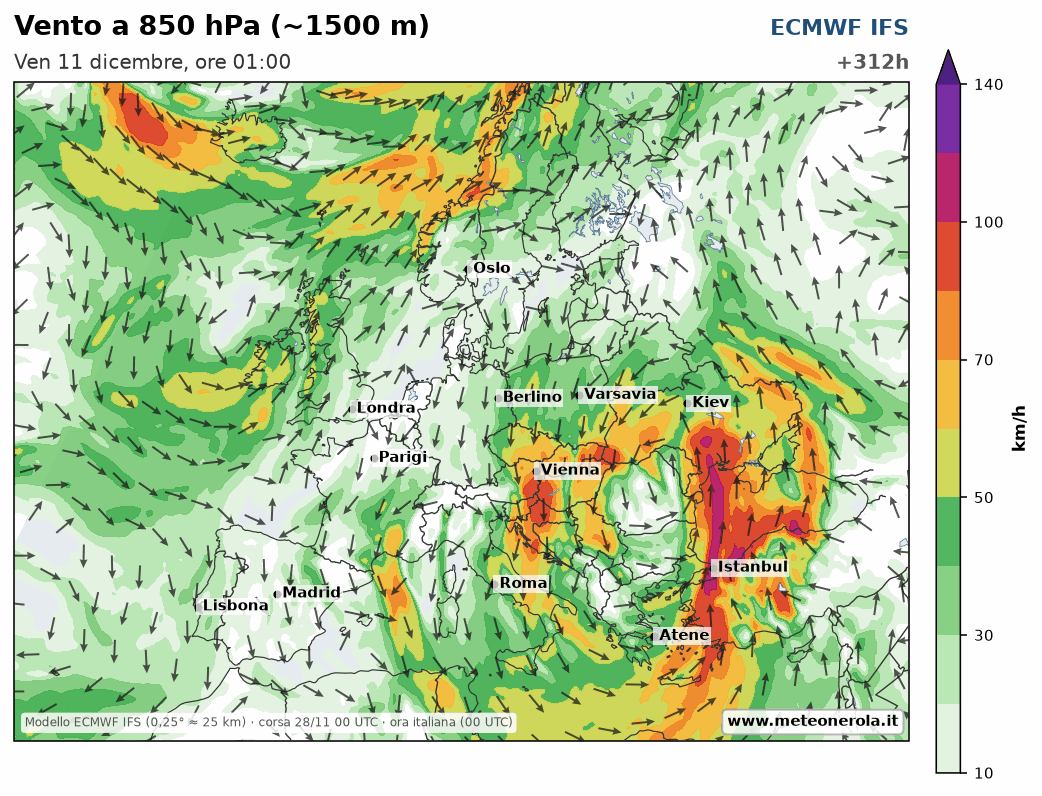 Vento a 850 hPa (~1500 m)
ECMWF IFS
Ven 11 dicembre, ore 01:00
+312h
140
100
70
50
30
10
km/h
Oslo
Berlino
Varsavia
Kiev
Londra
Parigi
Vienna
Istanbul
Roma
Madrid
Lisbona
Atene
Modello ECMWF IFS (0,25° ≈ 25 km) · corsa 28/11 00 UTC · ora italiana (00 UTC)
www.meteonerola.it